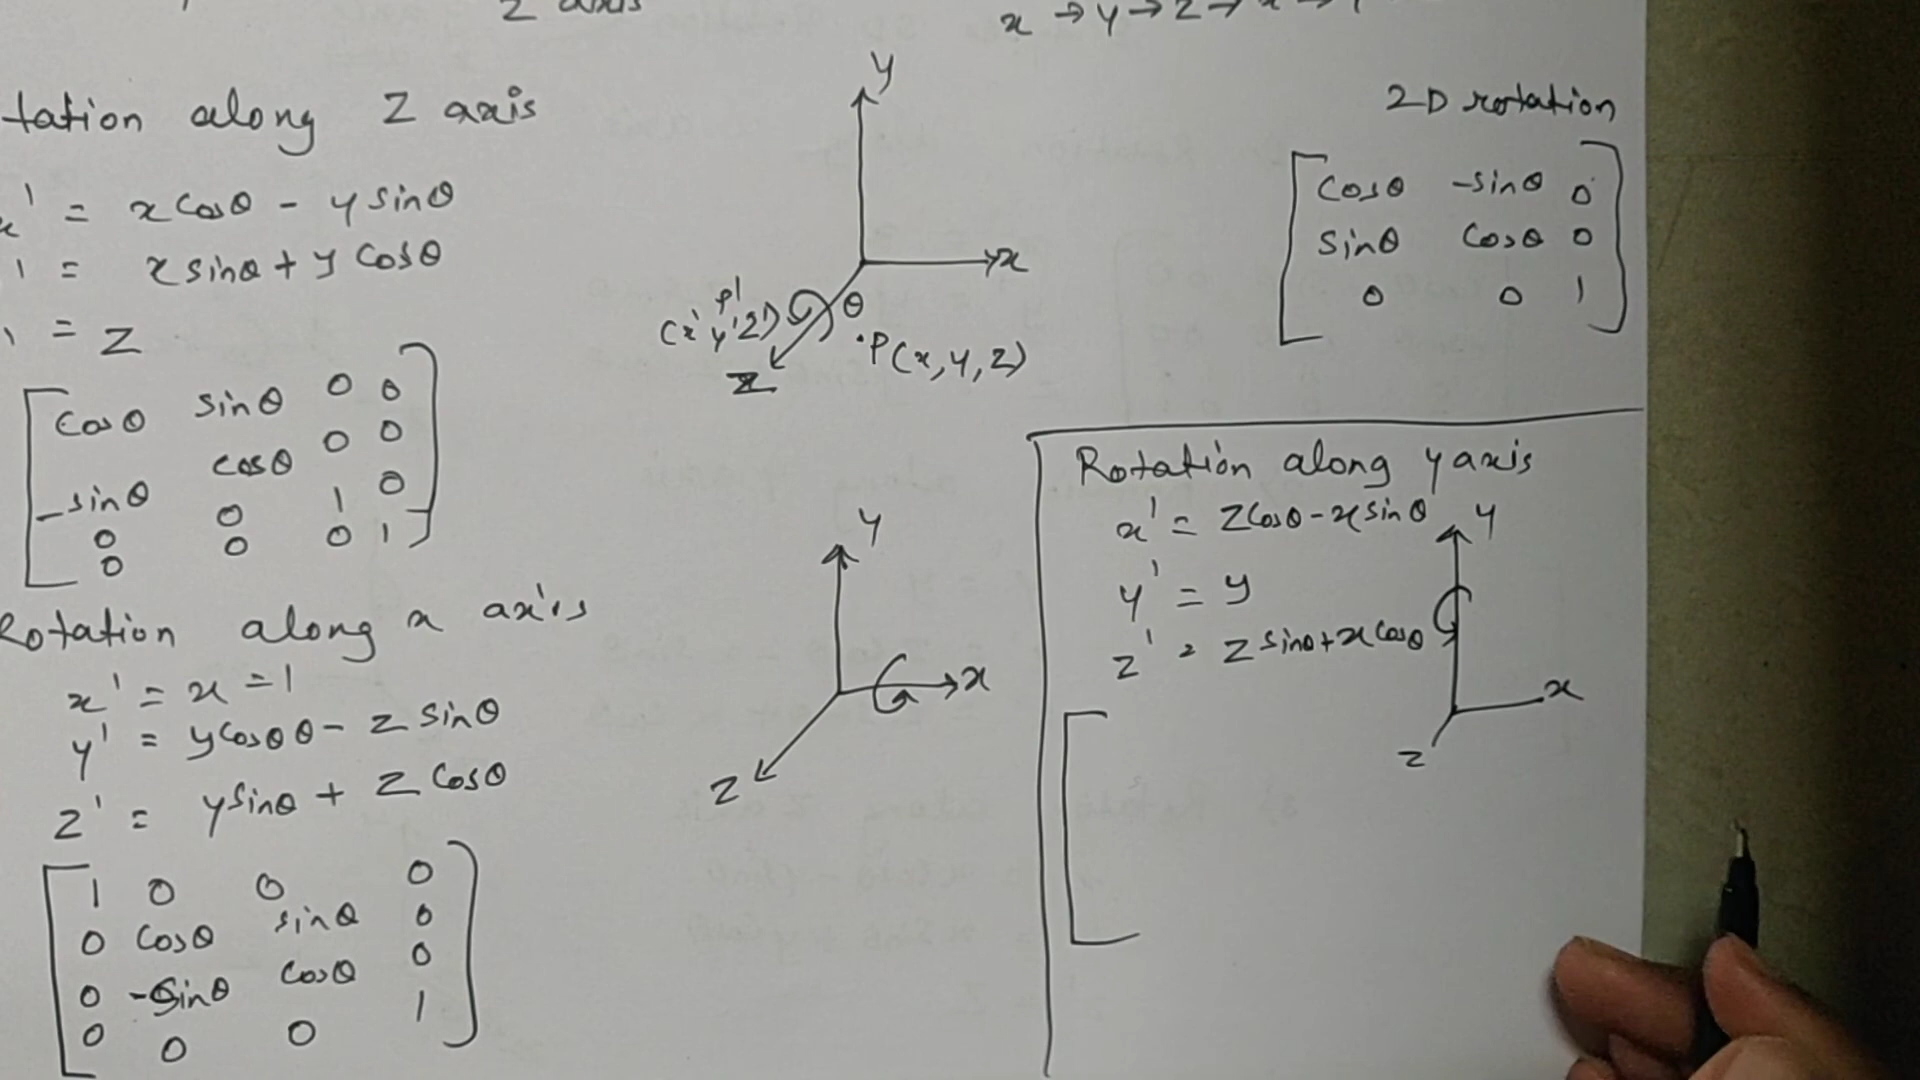 z axis
x → y → z → x →
tation along Z axis
x' = x cosθ - y sinθ
' = x sinθ + y cosθ
' = z
cosθ sinθ 0 0
-sinθ cosθ 0 0
0 0 1 0
0 0 0 1
y
x
θ
P'
(x' y' z')
.P(x, y, z)
Z
2D rotation
cosθ -sinθ 0
sinθ cosθ 0
0 0 1
Rotation along x axis
x' = x = 1
y' = y cosθ θ - z sinθ
z' = y sinθ + z cosθ
1 0 0 0
0 cosθ sinθ 0
0 -sinθ cosθ 0
0 0 0 1
y
x
z
Rotation along y axis
x' = z cosθ - x sinθ
y' = y
z' = z sinθ + x cosθ
y
x
z